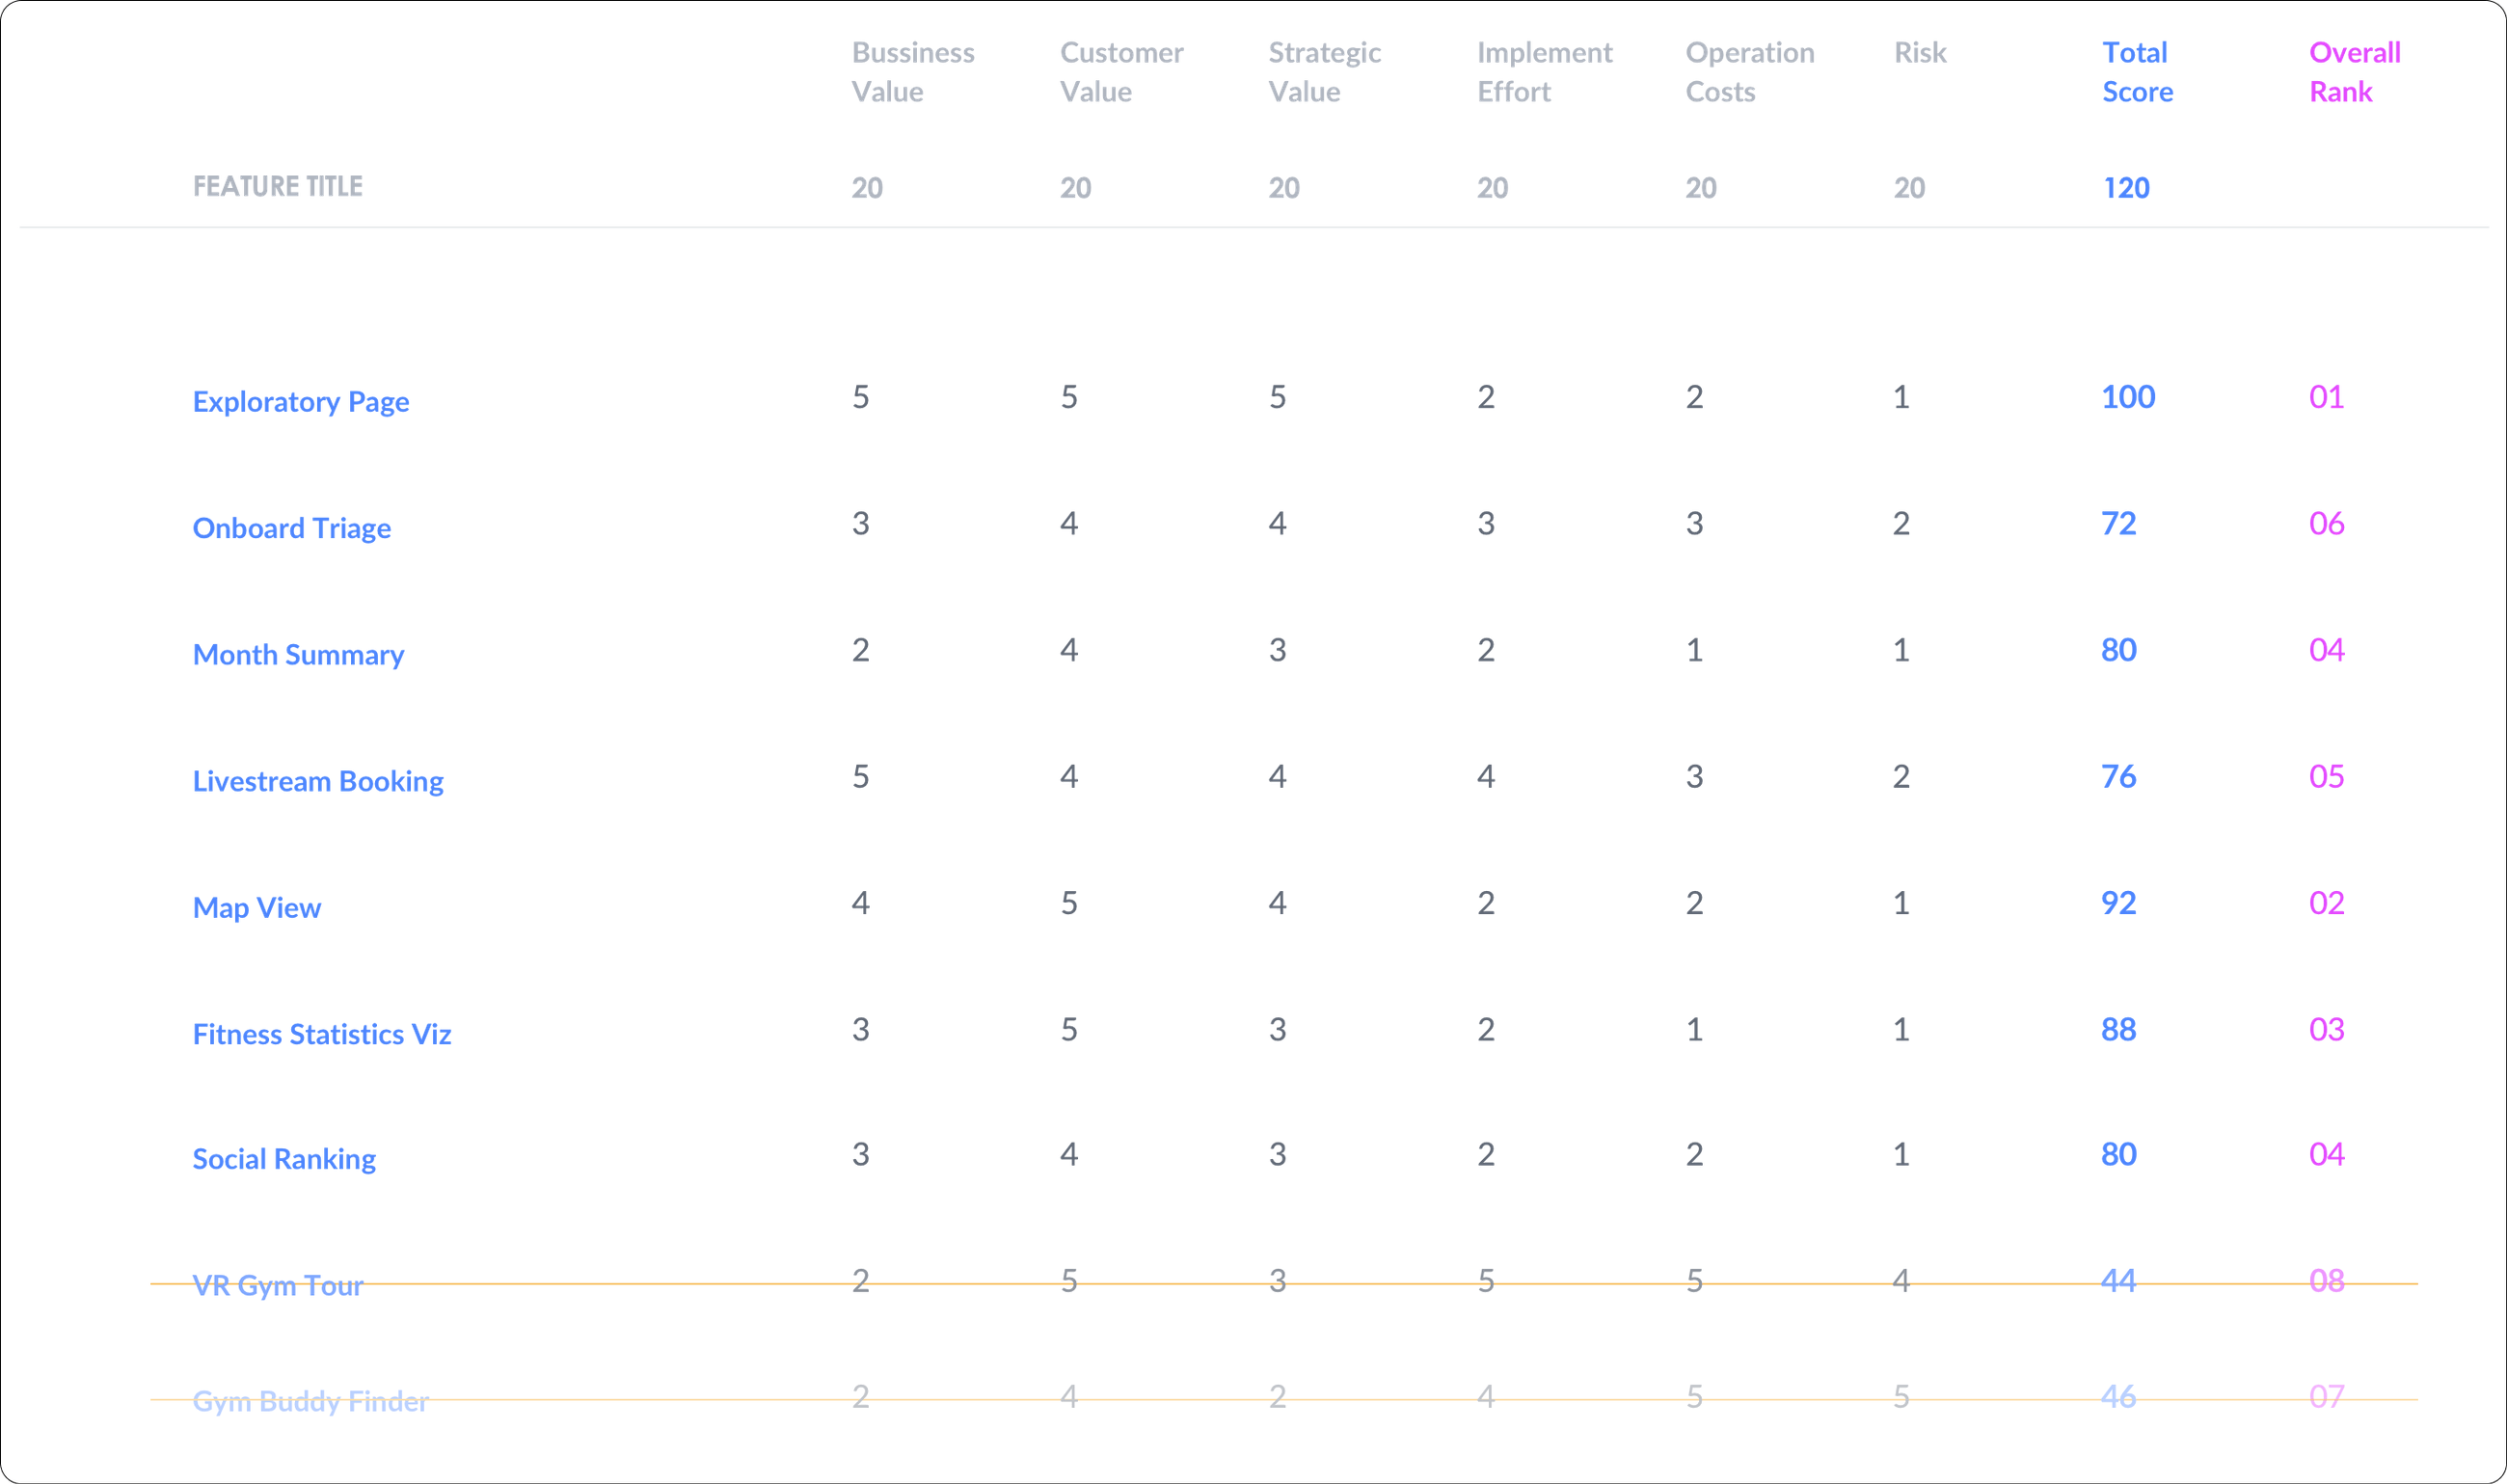 Bussiness Value Customer Value Strategic Value Implement Effort Operation Costs Risk Total Score Overall Rank
FEATURE TITLE 20 20 20 20 20 20 120
Exploratory Page 5 5 5 2 2 1 100 01
Onboard Triage 3 4 4 3 3 2 72 06
Month Summary 2 4 3 2 1 1 80 04
Livestream Booking 5 4 4 4 3 2 76 05
Map View 4 5 4 2 2 1 92 02
Fitness Statistics Viz 3 5 3 2 1 1 88 03
Social Ranking 3 4 3 2 2 1 80 04
VR Gym Tour 2 5 3 5 5 4 44 08
Gym Buddy Finder 2 4 2 4 5 5 46 07